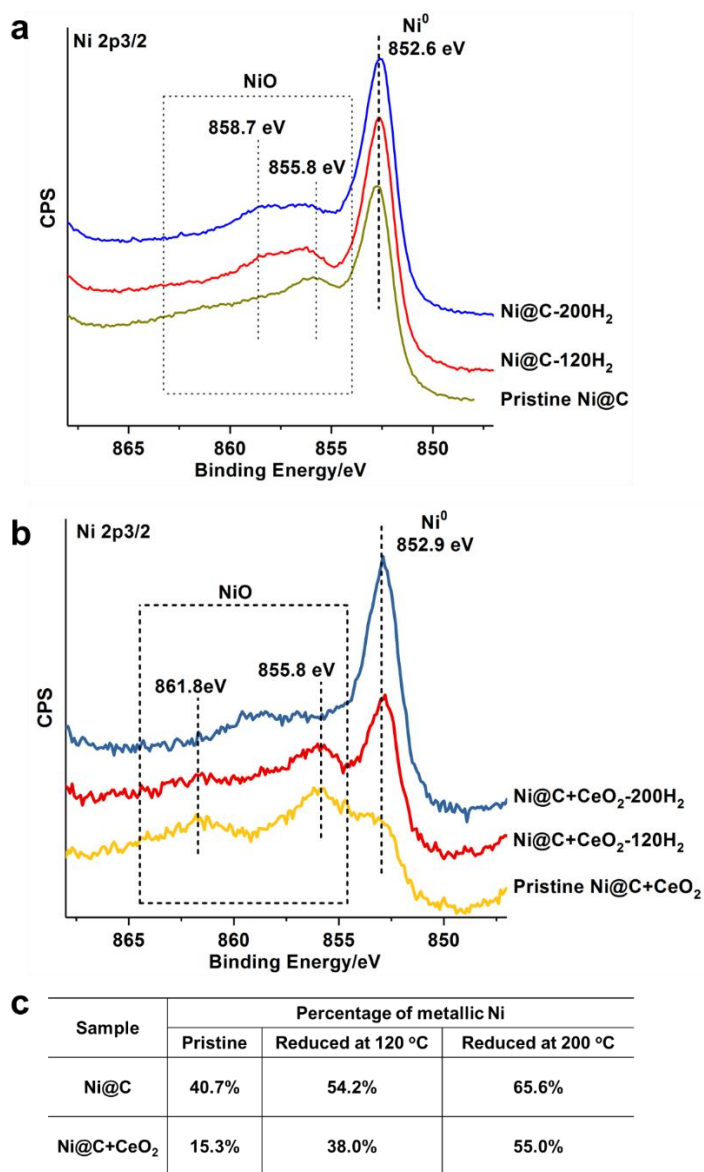 a
Ni 2p3/2
Ni⁰
852.6 eV
NiO
858.7 eV
855.8 eV
CPS
Ni@C-200H₂
Ni@C-120H₂
Pristine Ni@C
865 860 855 850
Binding Energy/eV
b
Ni 2p3/2
Ni⁰
852.9 eV
NiO
855.8 eV
861.8eV
CPS
Ni@C+CeO₂-200H₂
Ni@C+CeO₂-120H₂
Pristine Ni@C+CeO₂
865 860 855 850
Binding Energy/eV
c
Sample Percentage of metallic Ni
Pristine Reduced at 120 °C Reduced at 200 °C
Ni@C 40.7% 54.2% 65.6%
Ni@C+CeO₂ 15.3% 38.0% 55.0%